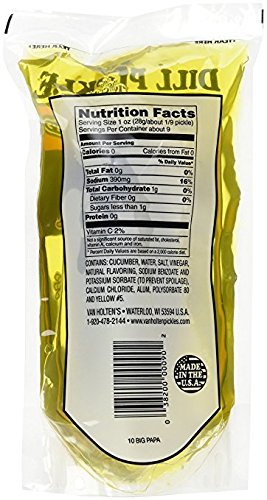 TEAR HERE
DILL PICKLE
Nutrition Facts
Serving Size 1 oz (28g/about 1/9 pickle)
Servings Per Container about 9
Amount Per Serving
Calories 0 Calories from Fat 0
% Daily Value*
Total Fat 0g 0%
Sodium 390mg 16%
Total Carbohydrate 1g 0%
Dietary Fiber 0g 0%
Sugars less than 1g
Protein 0g
Vitamin C 2%
Not a significant source of saturated fat, cholesterol,
vitamin A, calcium and iron.
* Percent Daily Values are based on a 2,000 calorie diet.
CONTAINS: CUCUMBER, WATER, SALT, VINEGAR,
NATURAL FLAVORING, SODIUM BENZOATE AND
POTASSIUM SORBATE (TO PREVENT SPOILAGE),
CALCIUM CHLORIDE, ALUM, POLYSORBATE 80
AND YELLOW #5.
VAN HOLTEN'S • WATERLOO, WI 53594 U.S.A.
1-920-478-2144 • www.vanholtenpickles.com
MADE
IN THE
U.S.A.
0 38200 00090 2
10 BIG PAPA